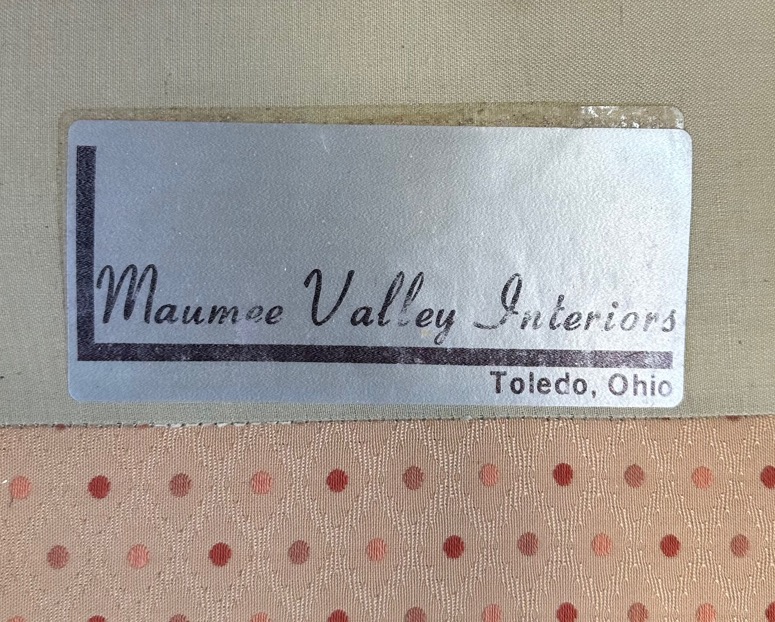 Maumee Valley Interiors
Toledo, Ohio